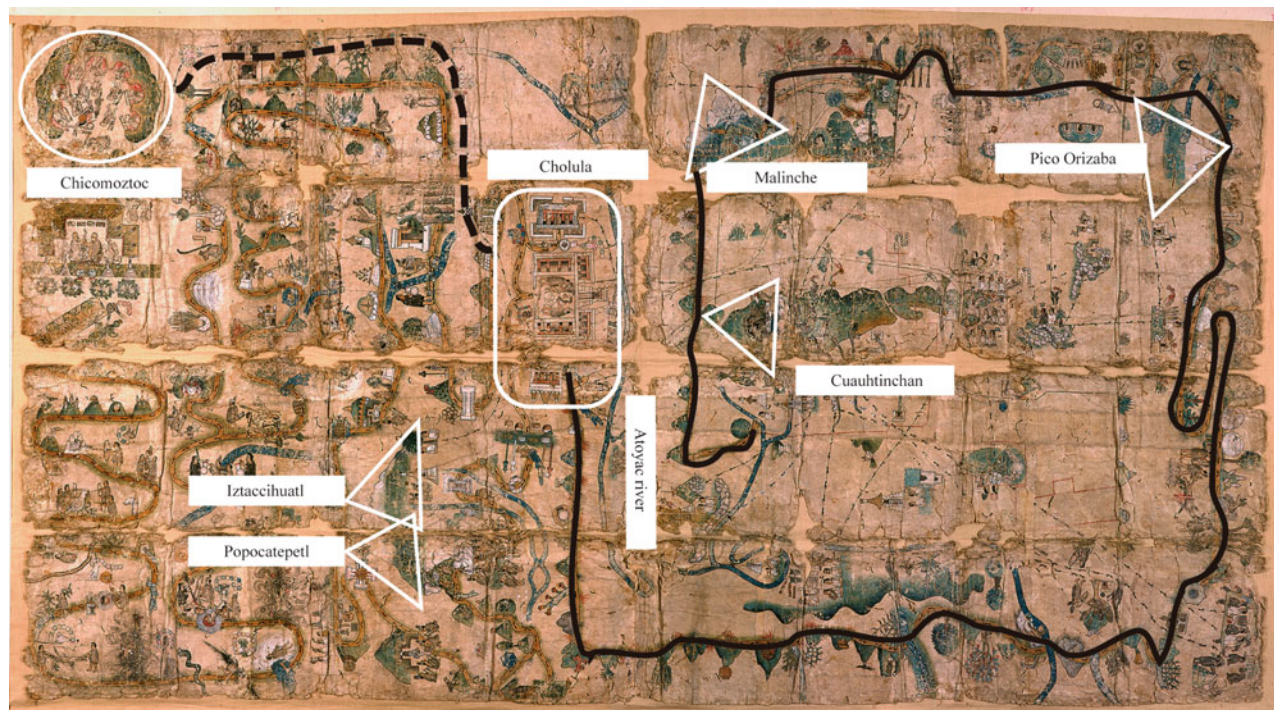 Chicomoztoc
Cholula
Malinche
Pico Orizaba
Cuauhtinchan
Atoyac river
Iztaccihuatl
Popocatepetl